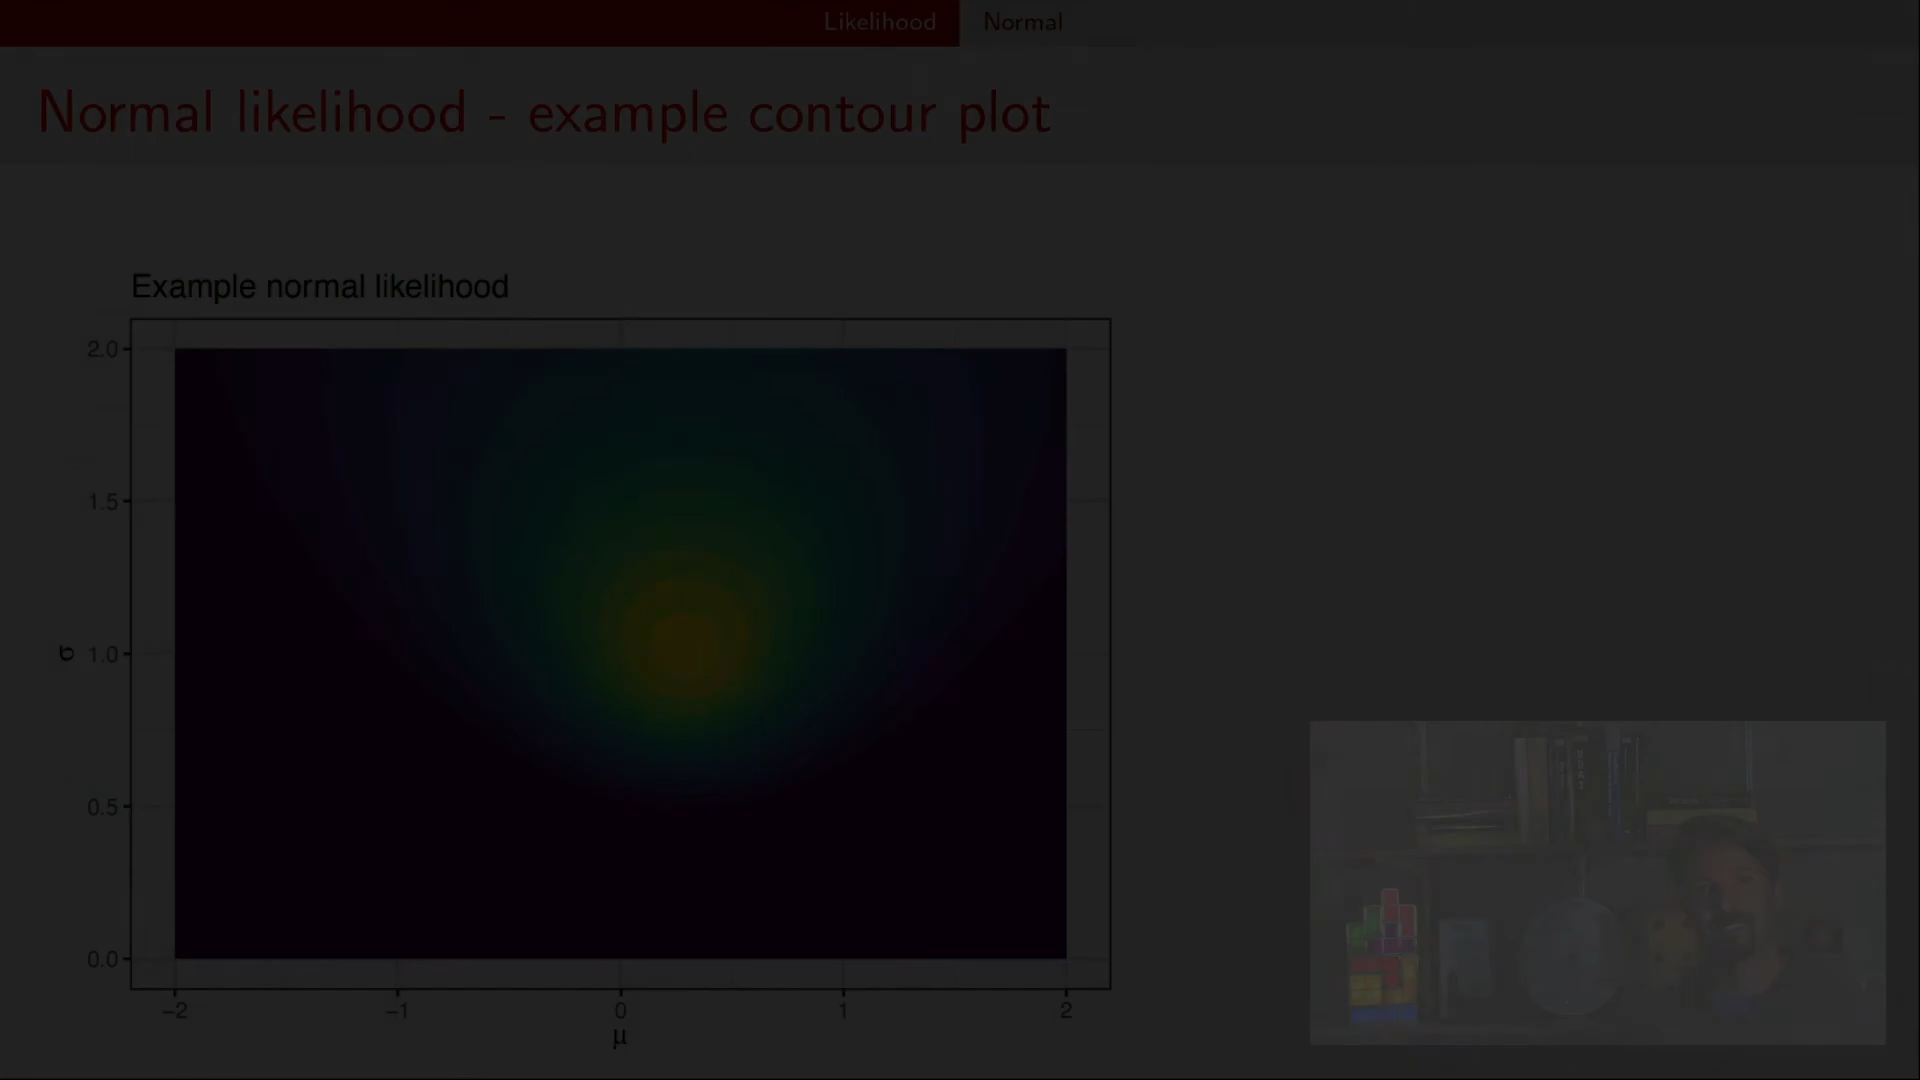 Likelihood Normal
Normal likelihood - example contour plot
Example normal likelihood
2.0
1.5
1.0
0.5
0.0
σ
−2 −1 0 1 2
μ